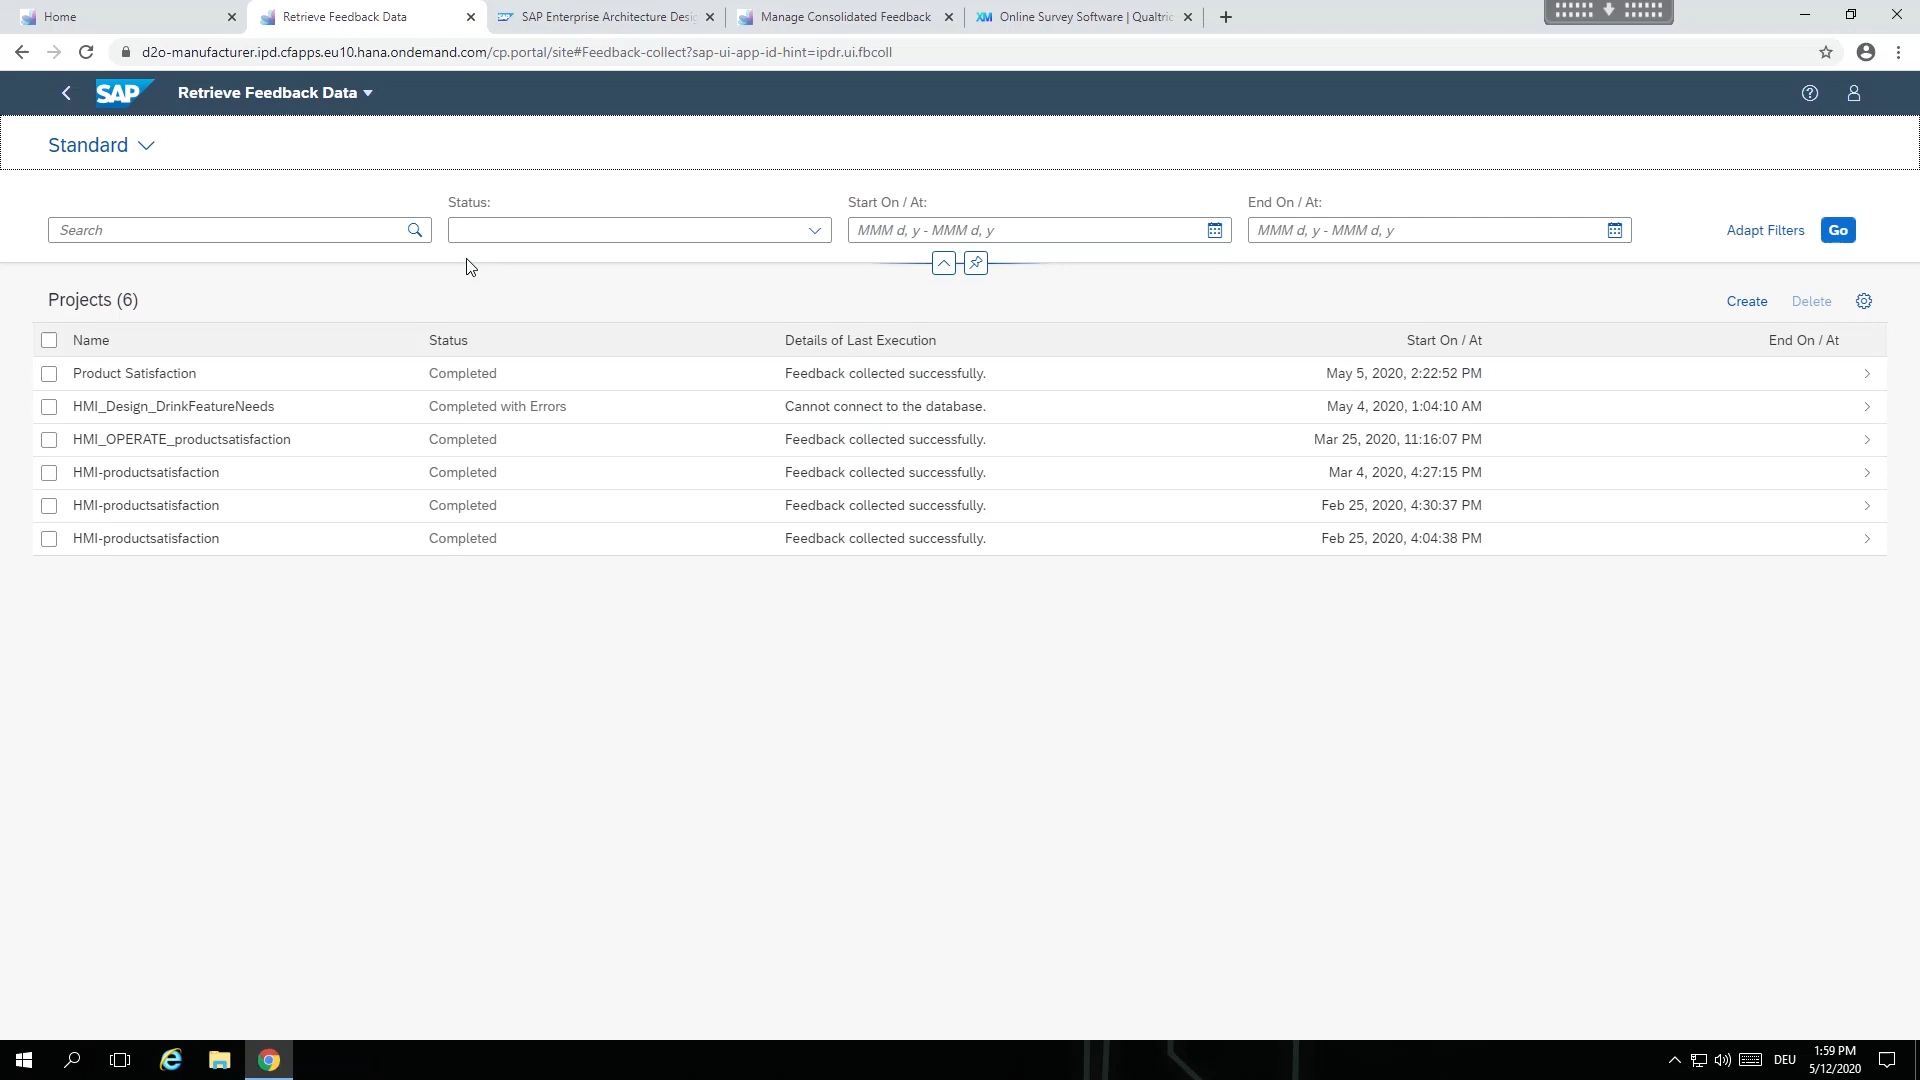 Home
Retrieve Feedback Data
SAP Enterprise Architecture Desig
Manage Consolidated Feedback
XM Online Survey Software | Qualtric
d2o-manufacturer.ipd.cfapps.eu10.hana.ondemand.com/cp.portal/site#Feedback-collect?sap-ui-app-id-hint=ipdr.ui.fbcoll
SAP Retrieve Feedback Data
Standard
Status: Start On / At: End On / At:
Search MMM d, y - MMM d, y MMM d, y - MMM d, y Adapt Filters Go
Projects (6) Create Delete
Name Status Details of Last Execution Start On / At End On / At
Product Satisfaction Completed Feedback collected successfully. May 5, 2020, 2:22:52 PM
HMI_Design_DrinkFeatureNeeds Completed with Errors Cannot connect to the database. May 4, 2020, 1:04:10 AM
HMI_OPERATE_productsatisfaction Completed Feedback collected successfully. Mar 25, 2020, 11:16:07 PM
HMI-productsatisfaction Completed Feedback collected successfully. Mar 4, 2020, 4:27:15 PM
HMI-productsatisfaction Completed Feedback collected successfully. Feb 25, 2020, 4:30:37 PM
HMI-productsatisfaction Completed Feedback collected successfully. Feb 25, 2020, 4:04:38 PM
DEU 1:59 PM
5/12/2020